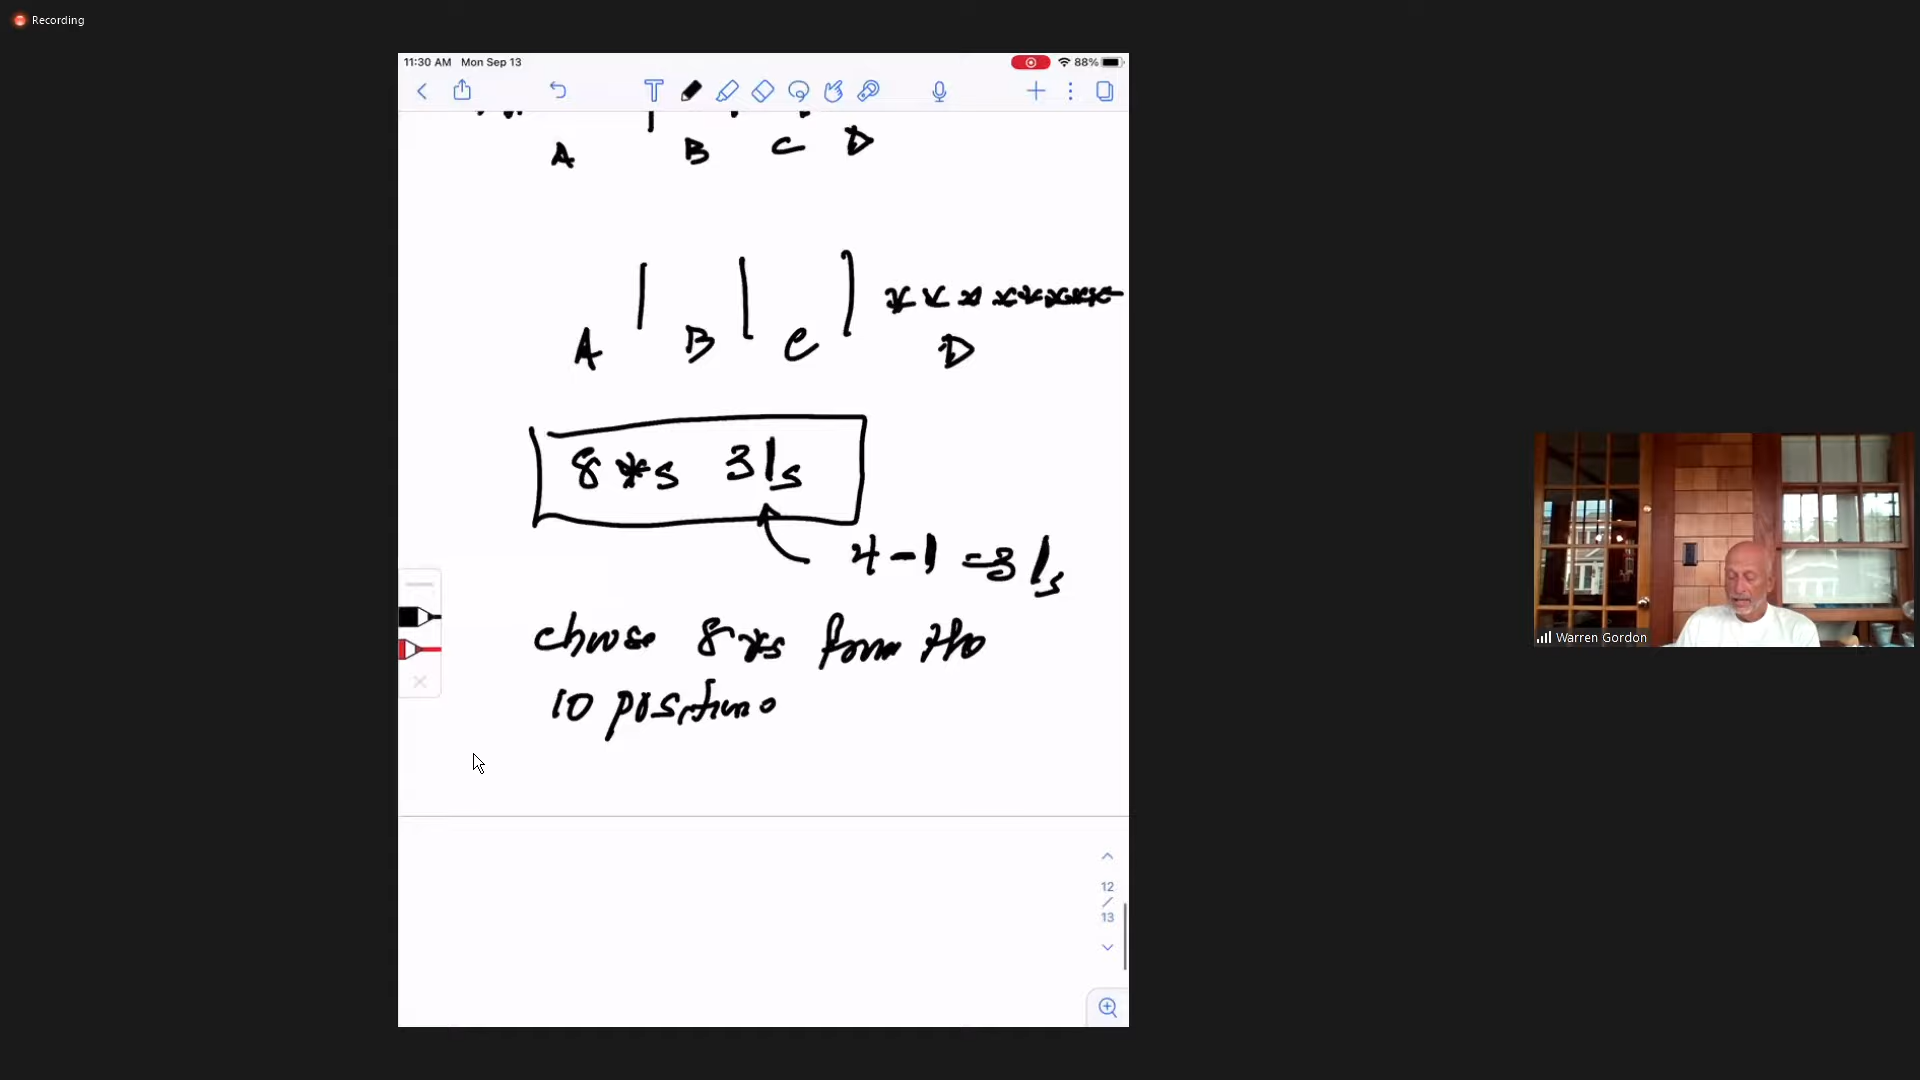 Recording
11:30 AM Mon Sep 13
88%
T
A B C D
| | | ********
A B C D
8 *s 3 |s
4 - 1 = 3 |s
choose 8 *s from the
10 positions
Warren Gordon
12
/
13